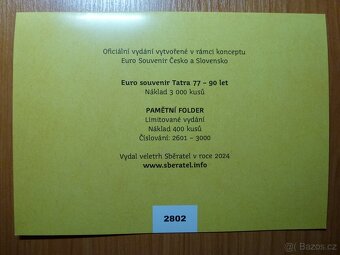 Oficiální vydání vytvořené v rámci konceptu
Euro Souvenir Česko a Slovensko
Euro souvenir Tatra 77 – 90 let
Náklad 3 000 kusů
PAMĚTNÍ FOLDER
Limitované vydání
Náklad 400 kusů
Číslování: 2601 – 3000
Vydal veletrh Sběratel v roce 2024
www.sberatel.info
2802
Bazos.cz